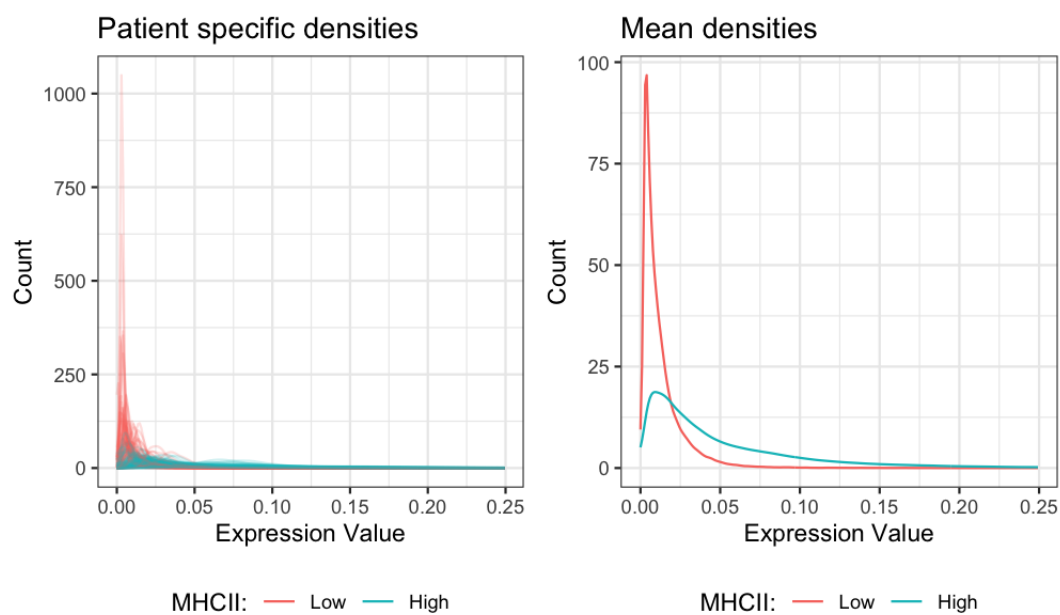 Patient specific densities
Count
1000
750
500
250
0
0.00 0.05 0.10 0.15 0.20 0.25
Expression Value
MHCII: Low High
Mean densities
Count
100
75
50
25
0
0.00 0.05 0.10 0.15 0.20 0.25
Expression Value
MHCII: Low High